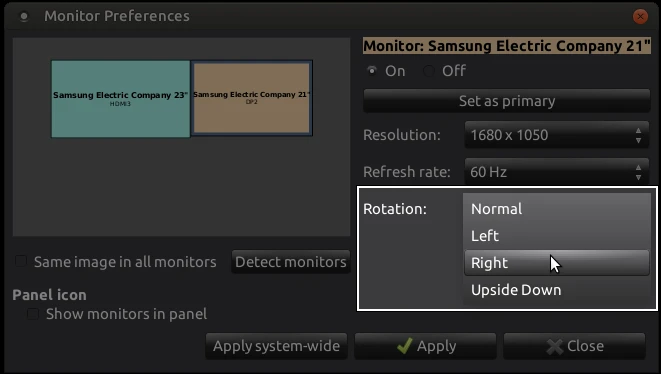 Monitor Preferences
Samsung Electric Company 23"
HDMI3
Samsung Electric Company 21"
DP2
Monitor: Samsung Electric Company 21"
On
Off
Set as primary
Resolution:
1680 x 1050
Refresh rate:
60 Hz
Rotation:
Normal
Left
Right
Upside Down
Same image in all monitors
Detect monitors
Panel icon
Show monitors in panel
Apply system-wide
Apply
Close